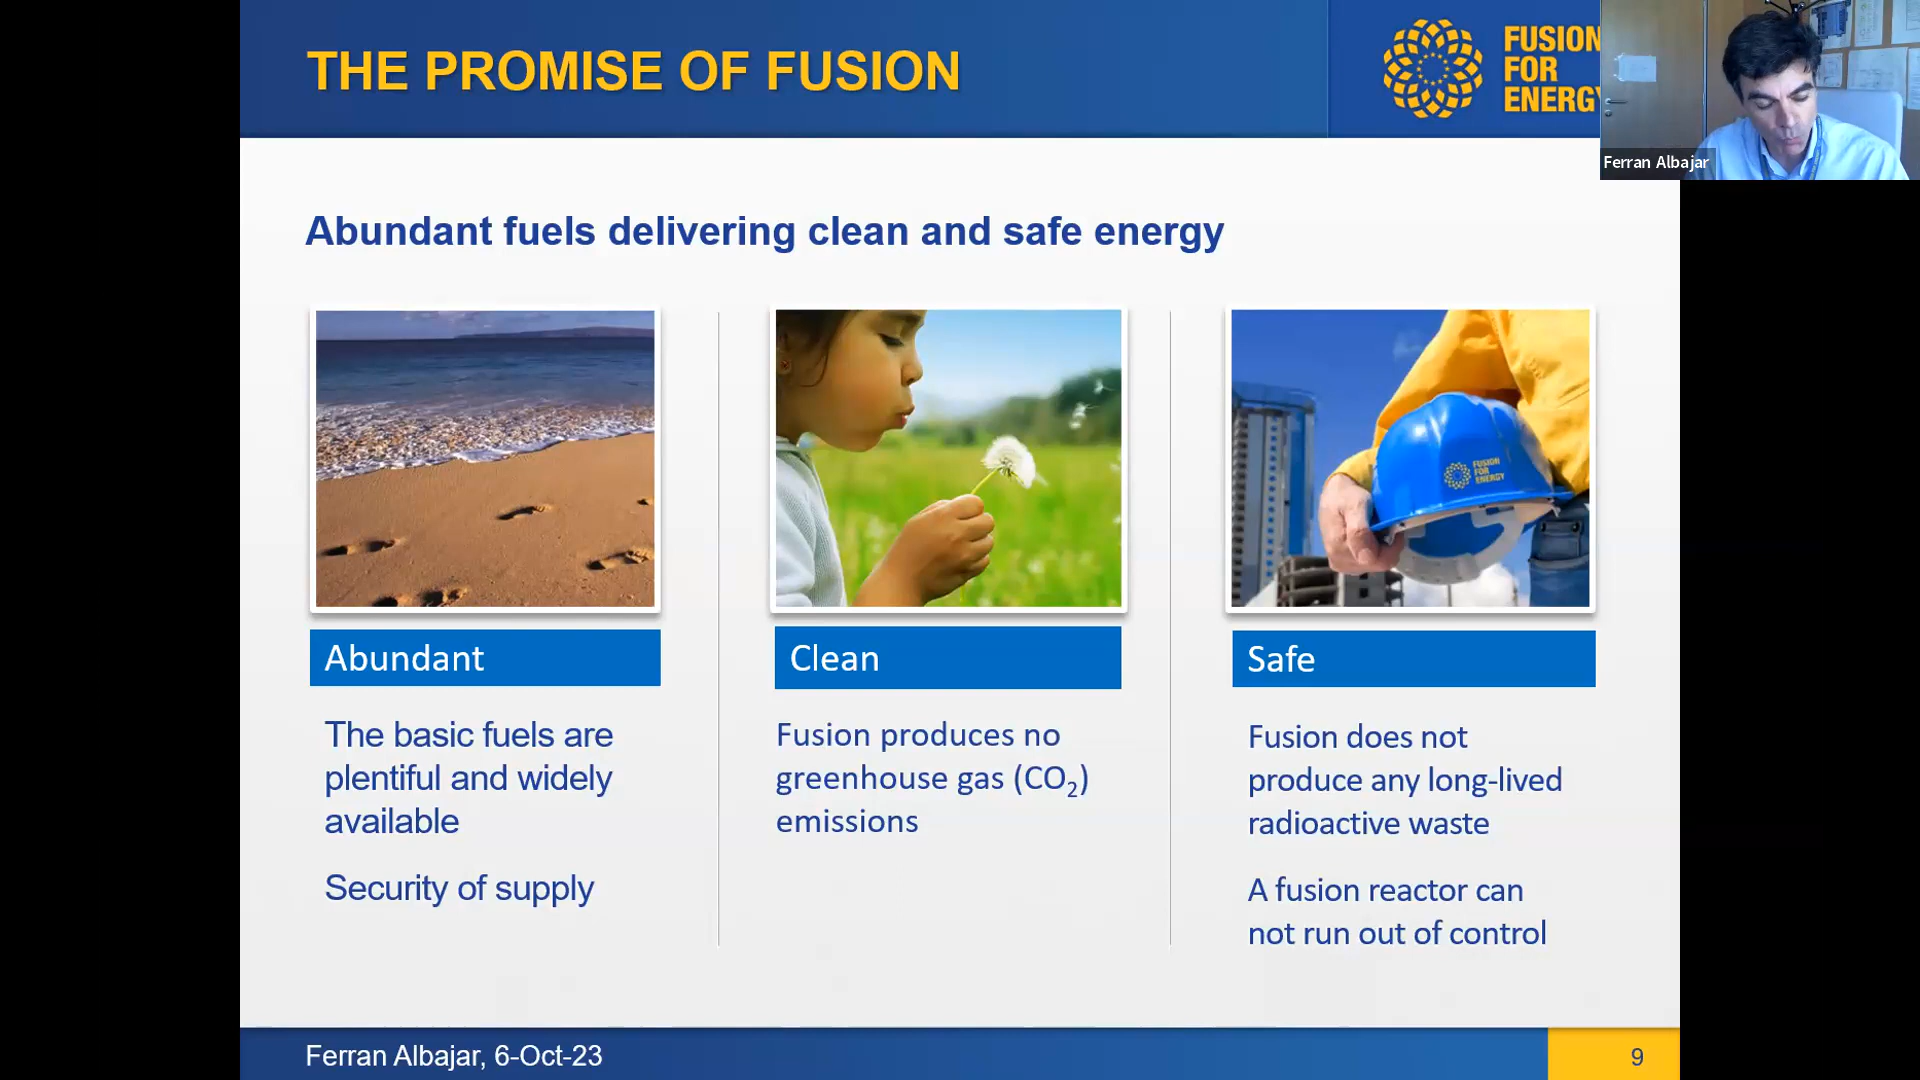 THE PROMISE OF FUSION
FUSION
FOR
ENERGY
Ferran Albajar
Abundant fuels delivering clean and safe energy
FUSION
FOR
ENERGY
Abundant
The basic fuels are
plentiful and widely
available
Security of supply
Clean
Fusion produces no
greenhouse gas (CO₂)
emissions
Safe
Fusion does not
produce any long-lived
radioactive waste
A fusion reactor can
not run out of control
Ferran Albajar, 6-Oct-23
9